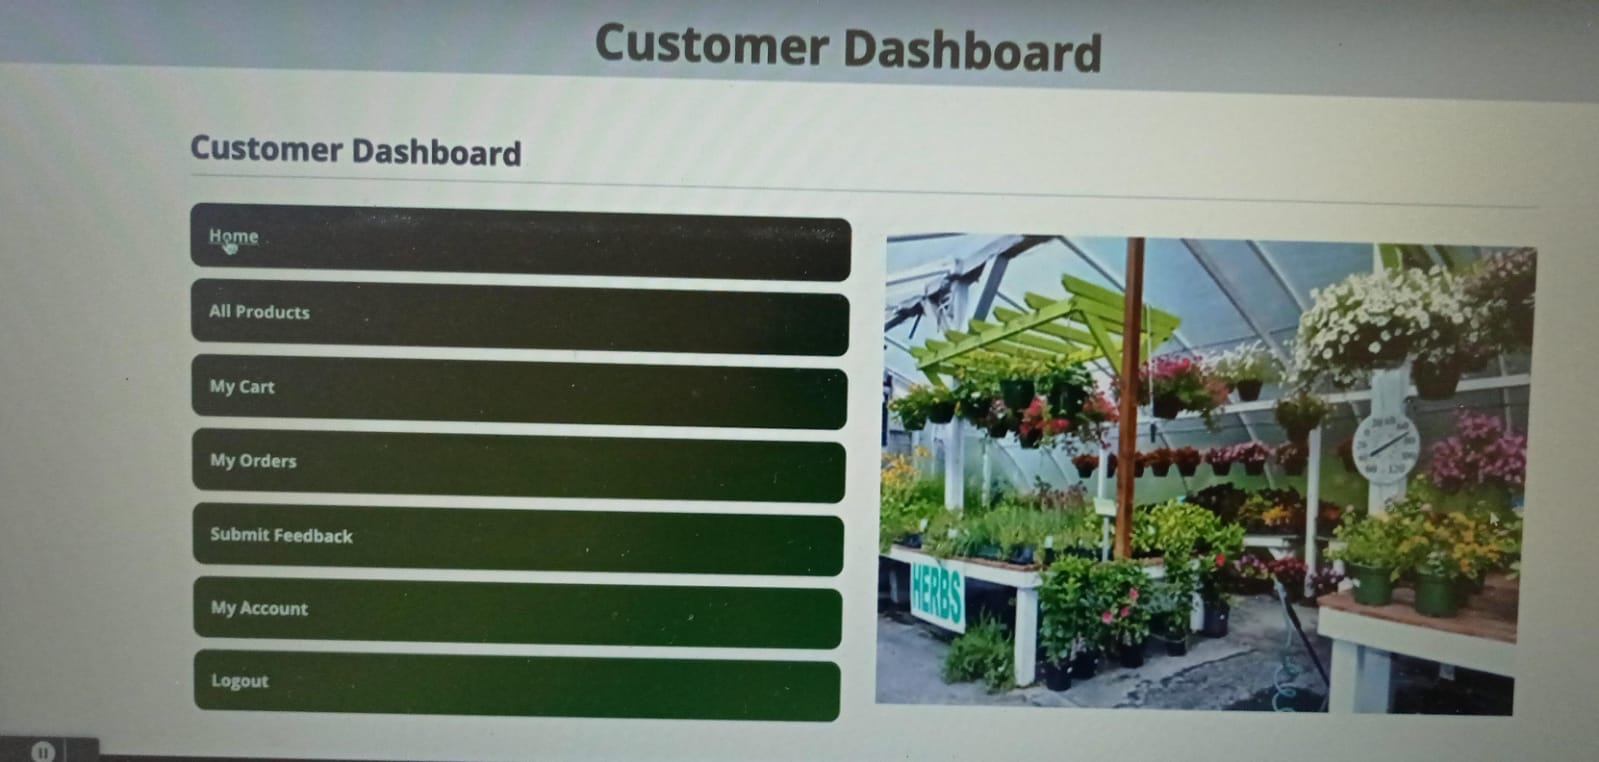 Customer Dashboard
Customer Dashboard
Home
All Products
My Cart
My Orders
Submit Feedback
My Account
Logout
HERBS